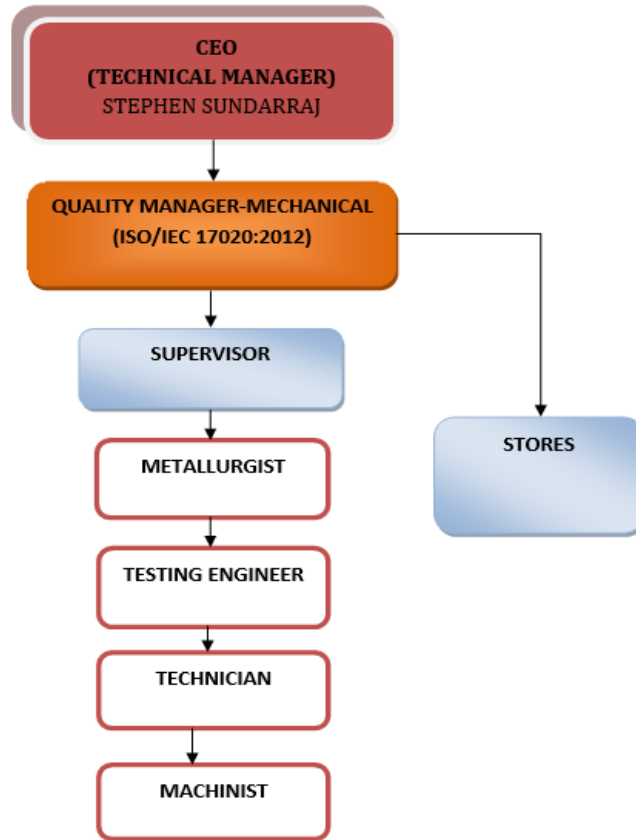 CEO
(TECHNICAL MANAGER)
STEPHEN SUNDARRAJ
QUALITY MANAGER-MECHANICAL
(ISO/IEC 17020:2012)
SUPERVISOR
STORES
METALLURGIST
TESTING ENGINEER
TECHNICIAN
MACHINIST